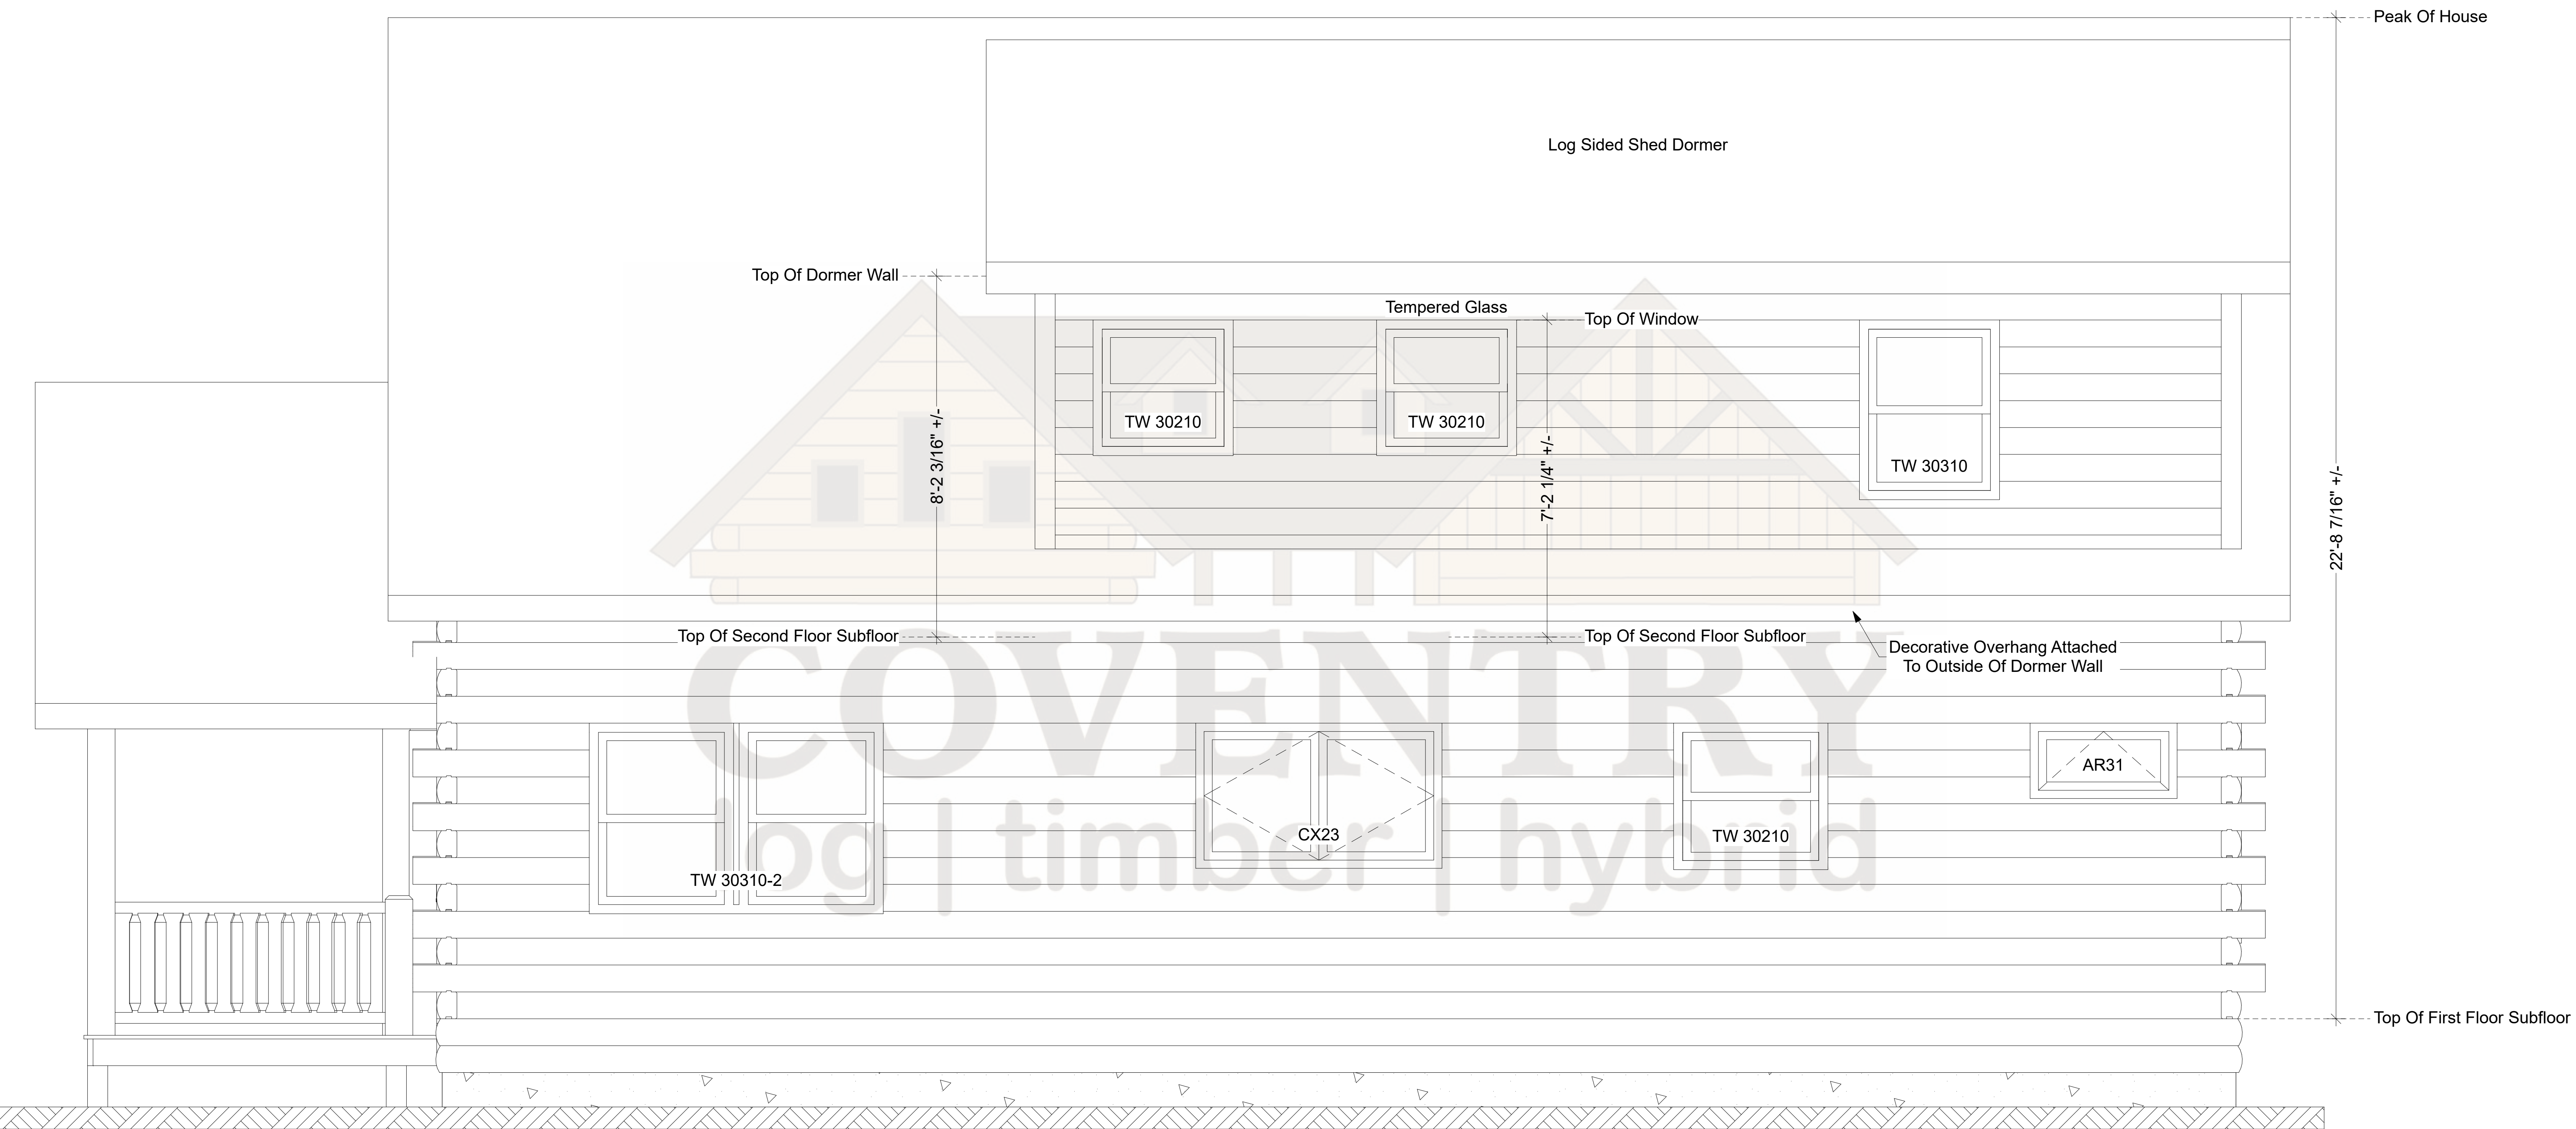 Peak Of House
Log Sided Shed Dormer
Top Of Dormer Wall
Tempered Glass
Top Of Window
TW 30210
TW 30210
TW 30310
8'-2 3/16" +/-
7'-2 1/4" +/-
22'-8 7/16" +/-
Top Of Second Floor Subfloor
Top Of Second Floor Subfloor
Decorative Overhang Attached
To Outside Of Dormer Wall
COVENTRY
log | timber | hybrid
AR31
CX23
TW 30210
TW 30310-2
Top Of First Floor Subfloor